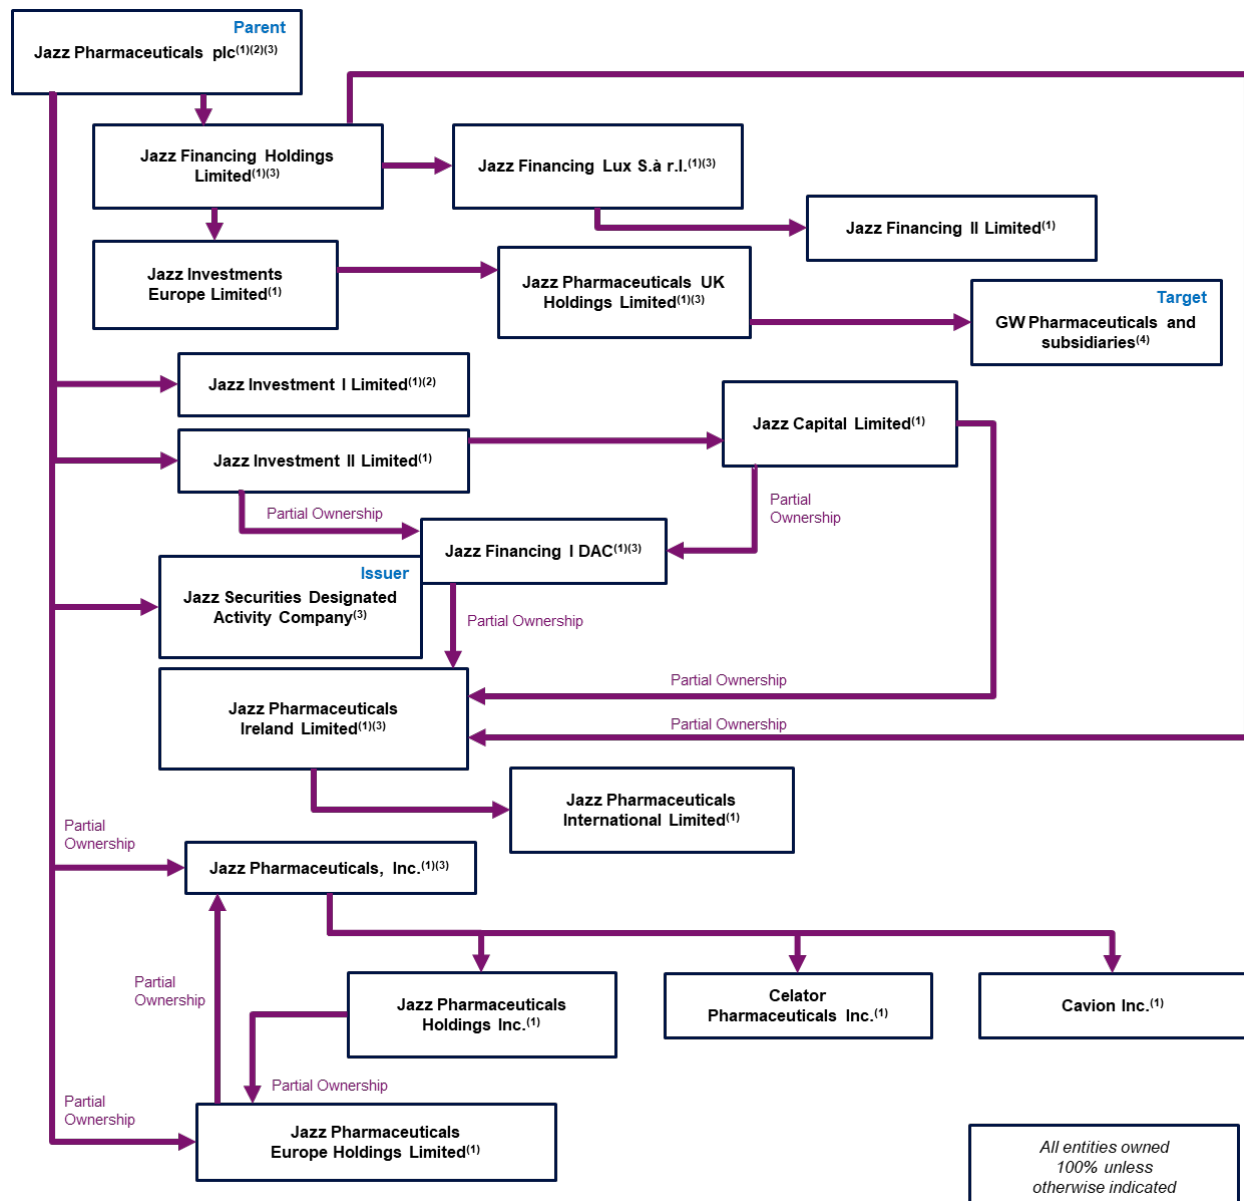 Parent
Jazz Pharmaceuticals plc(1)(2)(3)
Jazz Financing Holdings
Limited(1)(3)
Jazz Financing Lux S.à r.l.(1)(3)
Jazz Financing II Limited(1)
Jazz Investments
Europe Limited(1)
Jazz Pharmaceuticals UK
Holdings Limited(1)(3)
Target
GW Pharmaceuticals and
subsidiaries(4)
Jazz Investment I Limited(1)(2)
Jazz Capital Limited(1)
Jazz Investment II Limited(1)
Partial Ownership
Partial
Ownership
Jazz Financing I DAC(1)(3)
Issuer
Jazz Securities Designated
Activity Company(3)
Partial Ownership
Partial Ownership
Jazz Pharmaceuticals
Ireland Limited(1)(3)
Partial Ownership
Jazz Pharmaceuticals
International Limited(1)
Partial
Ownership
Jazz Pharmaceuticals, Inc.(1)(3)
Partial
Ownership
Jazz Pharmaceuticals
Holdings Inc.(1)
Celator
Pharmaceuticals Inc.(1)
Cavion Inc.(1)
Partial Ownership
Partial
Ownership
Jazz Pharmaceuticals
Europe Holdings Limited(1)
All entities owned
100% unless
otherwise indicated